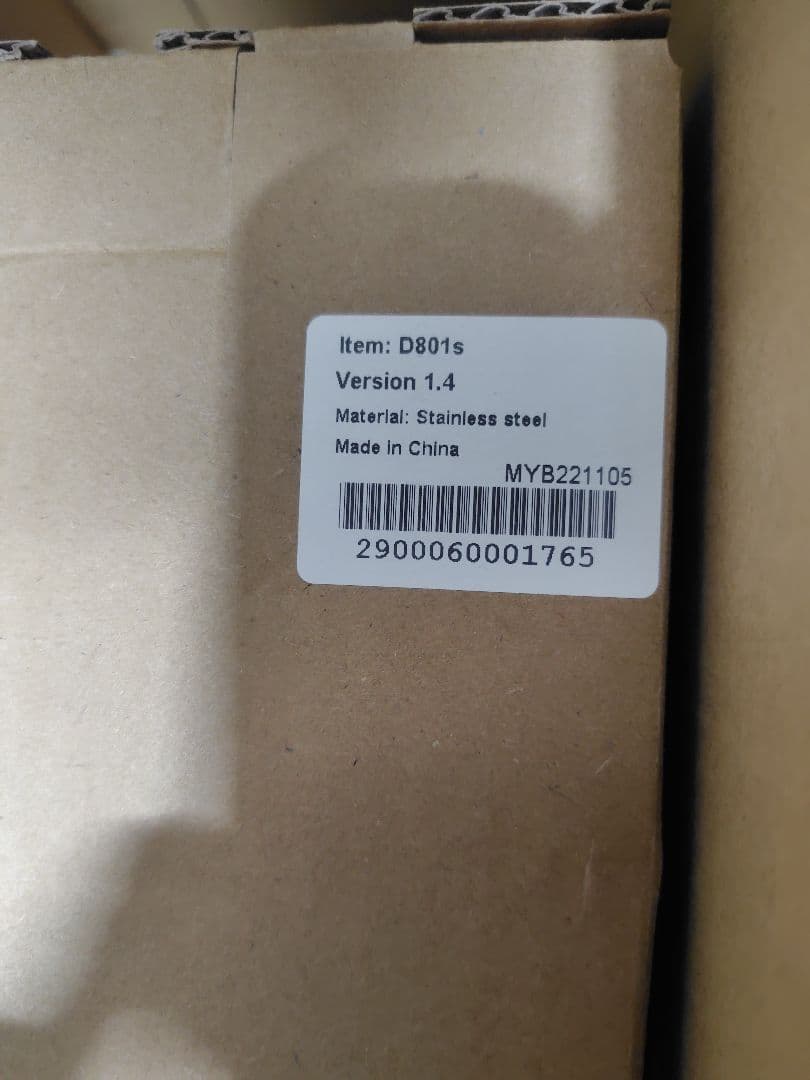 Item: D801s
Version 1.4
Material: Stainless steel
Made in China
MYB221105
2900060001765